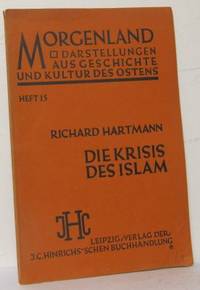 MORGENLAND
DARSTELLUNGEN
AUS GESCHICHTE
UND KULTUR DES OSTENS
HEFT 15
RICHARD HARTMANN
DIE KRISIS
DES ISLAM
JHC
LEIPZIG/VERLAG DER
J.C.HINRICHS'SCHEN BUCHHANDLUNG